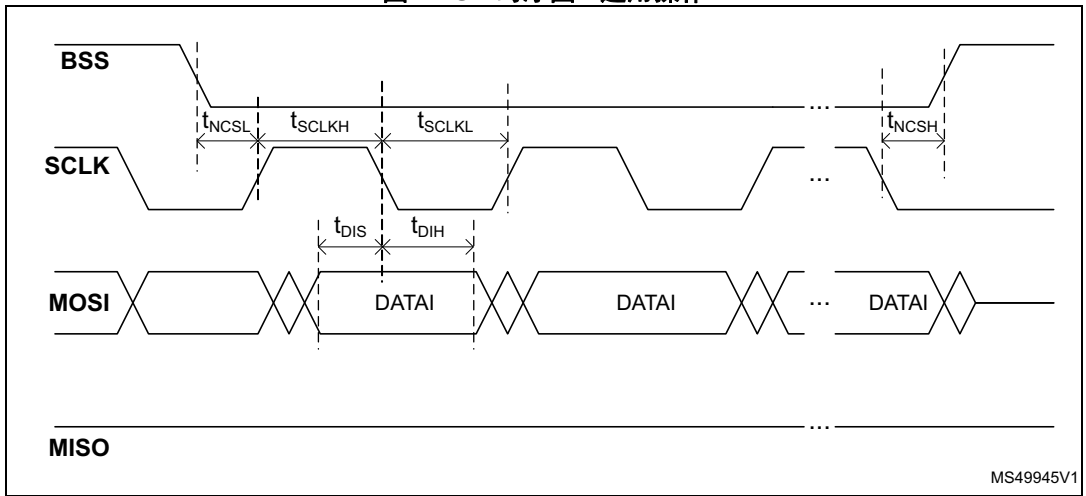 BSS
...
tNCSL tSCLKH tSCLKL tNCSH
SCLK
...
tDIS tDIH
MOSI DATAI DATAI ... DATAI
...
MISO
MS49945V1